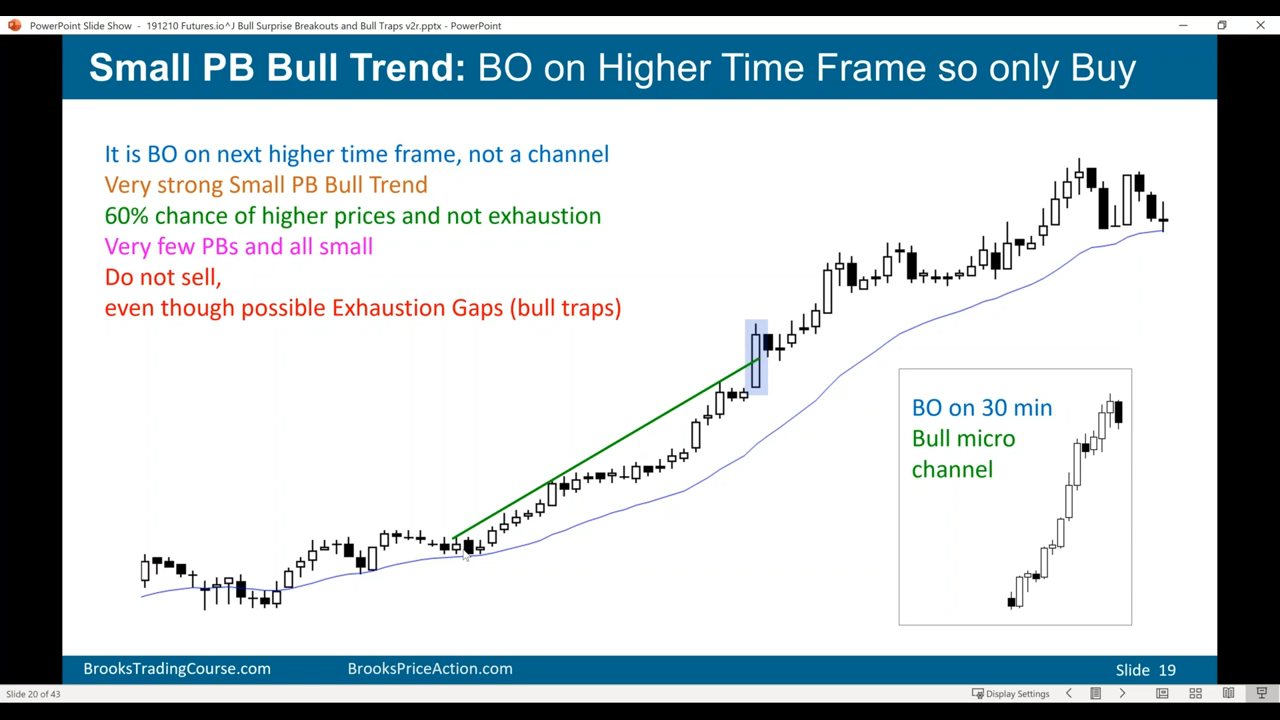 PowerPoint Slide Show - 191210 Futures.io^J Bull Surprise Breakouts and Bull Traps v2r.pptx - PowerPoint
Small PB Bull Trend: BO on Higher Time Frame so only Buy
It is BO on next higher time frame, not a channel
Very strong Small PB Bull Trend
60% chance of higher prices and not exhaustion
Very few PBs and all small
Do not sell,
even though possible Exhaustion Gaps (bull traps)
BO on 30 min
Bull micro
channel
BrooksTradingCourse.com
BrooksPriceAction.com
Slide 19
Slide 20 of 43
Display Settings